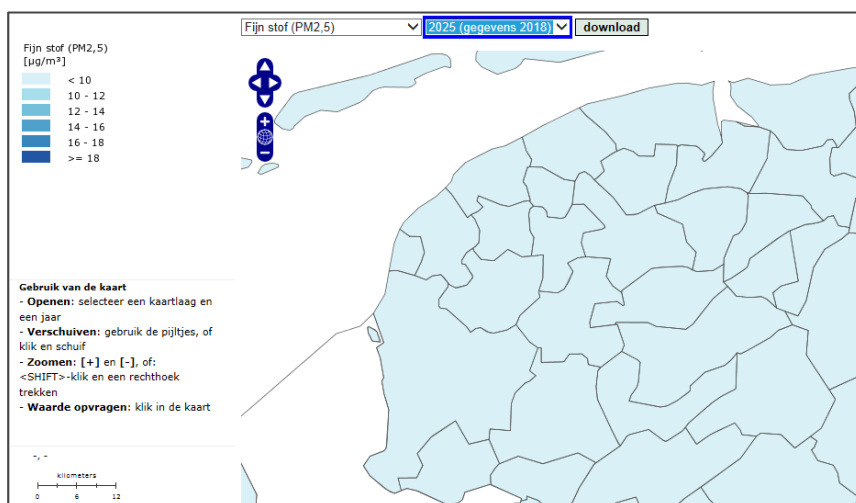 Fijn stof (PM2,5)
2025 (gegevens 2018)
download
Fijn stof (PM2,5)
[µg/m³]
< 10
10 - 12
12 - 14
14 - 16
16 - 18
>= 18
Gebruik van de kaart
- Openen: selecteer een kaartlaag en
een jaar
- Verschuiven: gebruik de pijltjes, of
klik en schuif
- Zoomen: [+] en [-], of:
<SHIFT>-klik en een rechthoek
trekken
- Waarde opvragen: klik in de kaart
-, -
kilometers
0 6 12